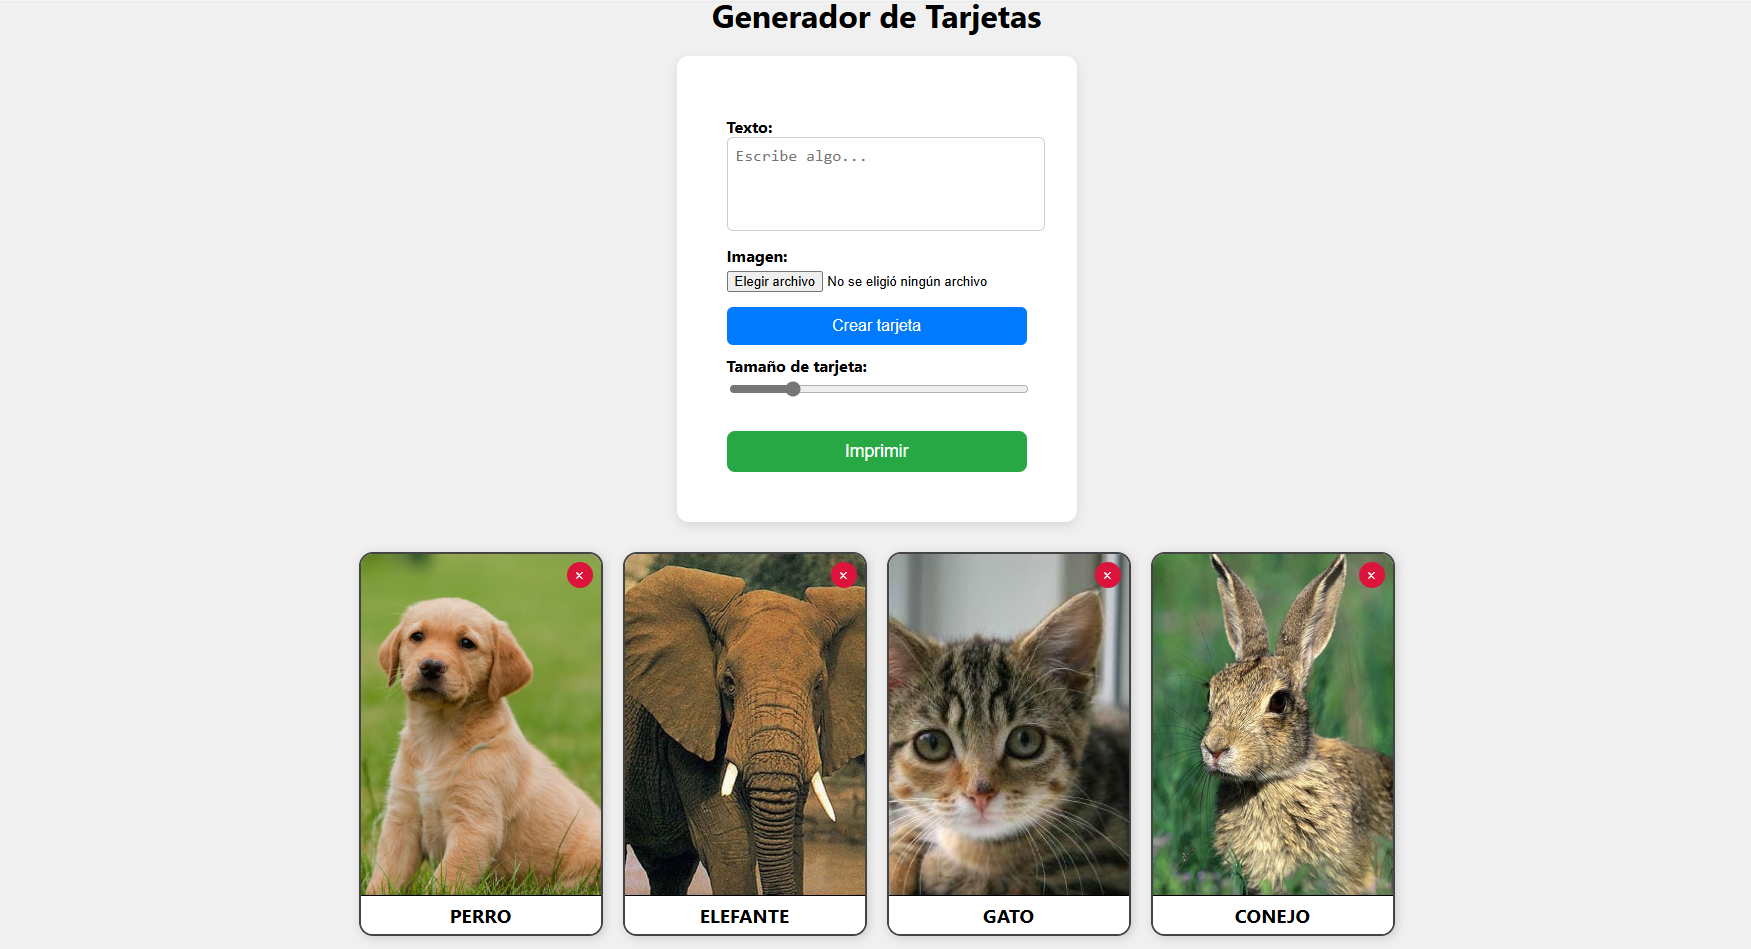 Generador de Tarjetas
Texto:
Escribe algo...
Imagen:
Elegir archivo No se eligió ningún archivo
Crear tarjeta
Tamaño de tarjeta:
Imprimir
× × × ×
PERRO ELEFANTE GATO CONEJO